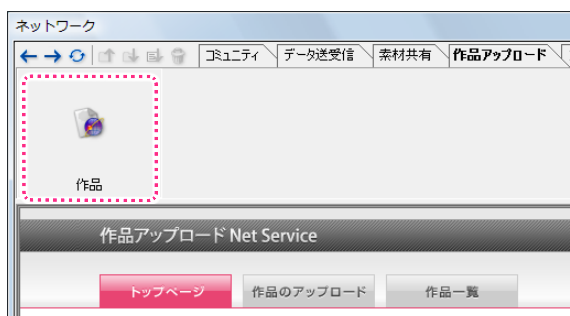 ネットワーク
コミュニティ データ送受信 素材共有 作品アップロード
作品
作品アップロード Net Service
トップページ 作品のアップロード 作品一覧